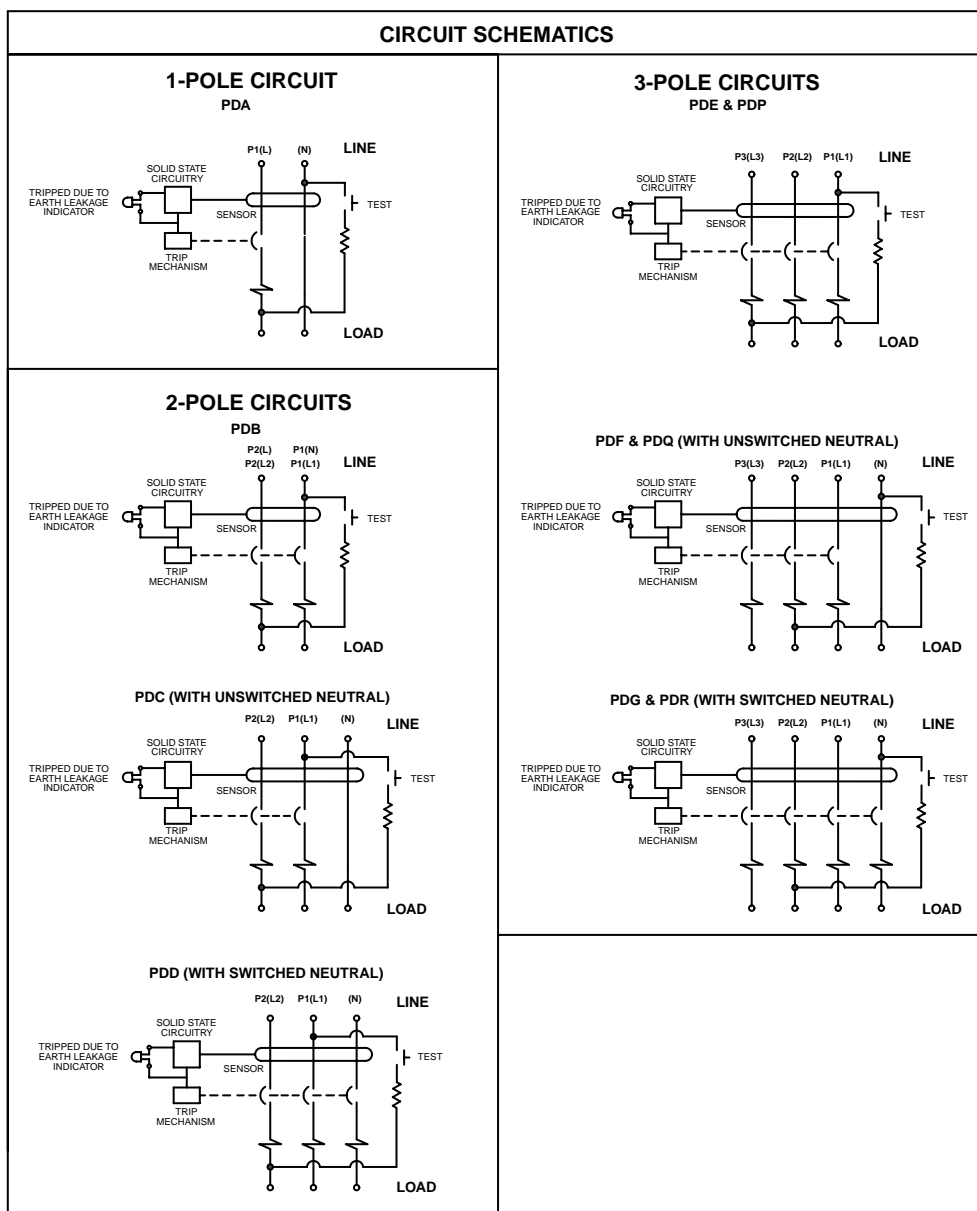 CIRCUIT SCHEMATICS
1-POLE CIRCUIT
PDA
P1(L) (N) LINE
SOLID STATE
CIRCUITRY
TRIPPED DUE TO
EARTH LEAKAGE
INDICATOR
SENSOR
TEST
TRIP
MECHANISM
LOAD
2-POLE CIRCUITS
PDB
P2(L) P1(N)
P2(L2) P1(L1) LINE
SOLID STATE
CIRCUITRY
TRIPPED DUE TO
EARTH LEAKAGE
INDICATOR
SENSOR
TEST
TRIP
MECHANISM
LOAD
PDC (WITH UNSWITCHED NEUTRAL)
P2(L2) P1(L1) (N) LINE
SOLID STATE
CIRCUITRY
TRIPPED DUE TO
EARTH LEAKAGE
INDICATOR
SENSOR
TEST
TRIP
MECHANISM
LOAD
PDD (WITH SWITCHED NEUTRAL)
P2(L2) P1(L1) (N) LINE
SOLID STATE
CIRCUITRY
TRIPPED DUE TO
EARTH LEAKAGE
INDICATOR
SENSOR
TEST
TRIP
MECHANISM
LOAD
3-POLE CIRCUITS
PDE & PDP
P3(L3) P2(L2) P1(L1) LINE
SOLID STATE
CIRCUITRY
TRIPPED DUE TO
EARTH LEAKAGE
INDICATOR
SENSOR
TEST
TRIP
MECHANISM
LOAD
PDF & PDQ (WITH UNSWITCHED NEUTRAL)
P3(L3) P2(L2) P1(L1) (N) LINE
SOLID STATE
CIRCUITRY
TRIPPED DUE TO
EARTH LEAKAGE
INDICATOR
SENSOR
TEST
TRIP
MECHANISM
LOAD
PDG & PDR (WITH SWITCHED NEUTRAL)
P3(L3) P2(L2) P1(L1) (N) LINE
SOLID STATE
CIRCUITRY
TRIPPED DUE TO
EARTH LEAKAGE
INDICATOR
SENSOR
TEST
TRIP
MECHANISM
LOAD